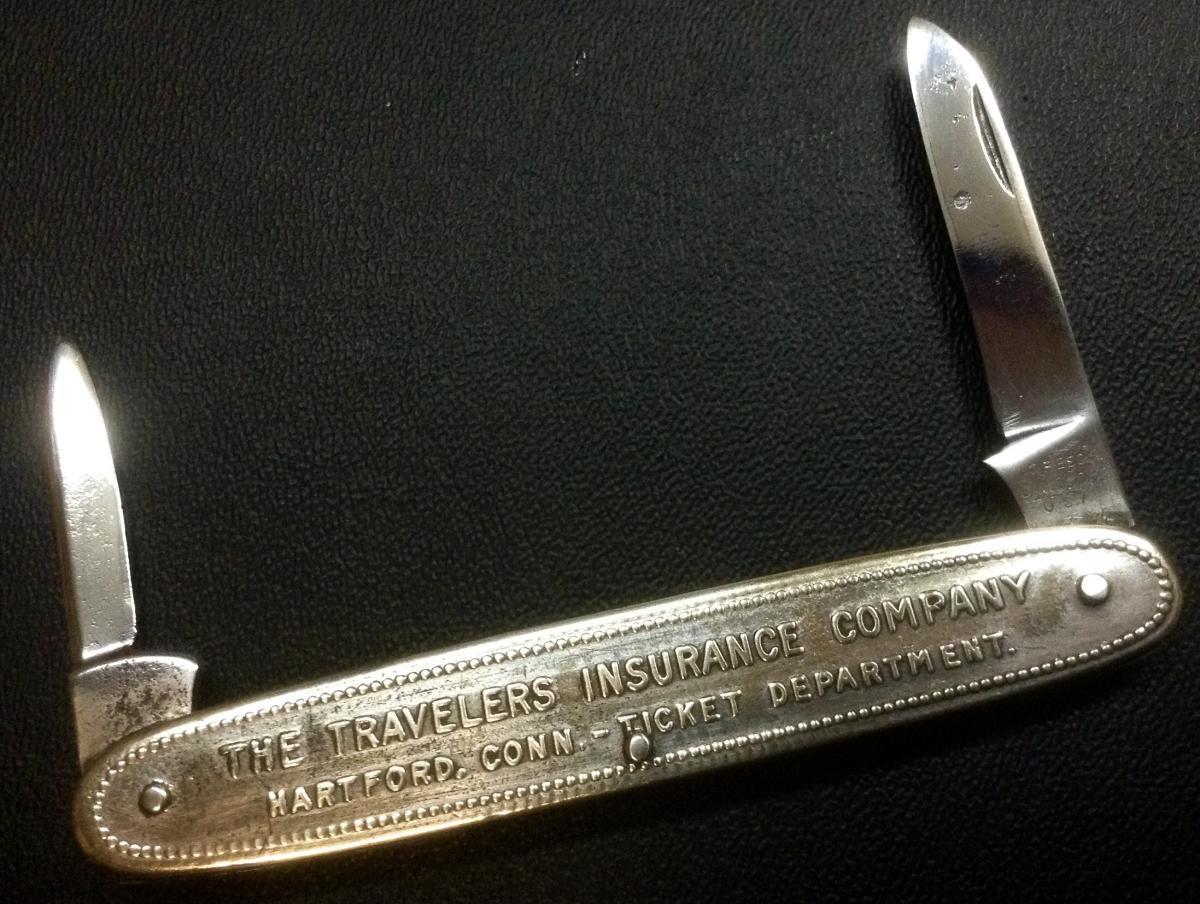 THE TRAVELERS INSURANCE COMPANY
HARTFORD, CONN. - TICKET DEPARTMENT.